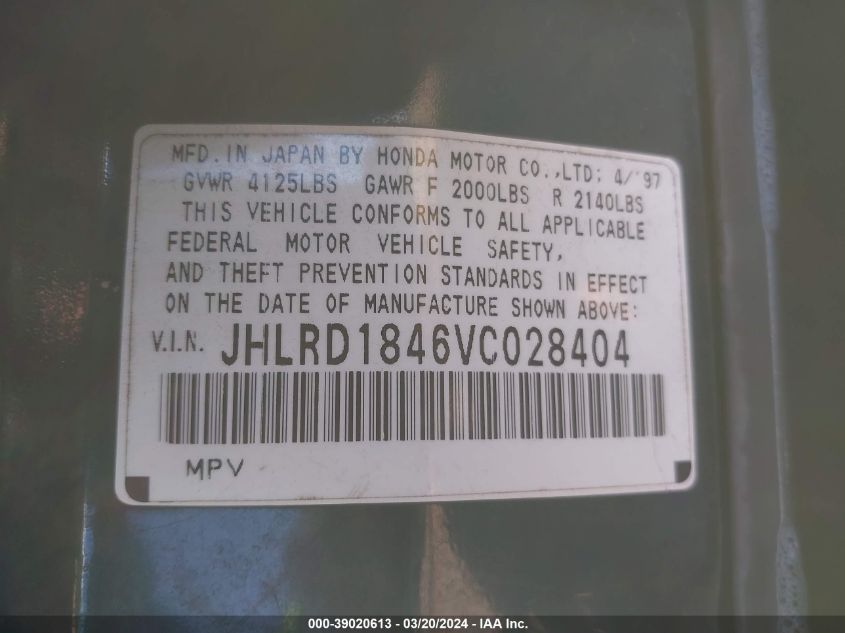 MFD. IN JAPAN BY HONDA MOTOR CO., LTD; 4/'97
GVWR 4125LBS GAWR F 2000LBS R 2140LBS
THIS VEHICLE CONFORMS TO ALL APPLICABLE
FEDERAL MOTOR VEHICLE SAFETY,
AND THEFT PREVENTION STANDARDS IN EFFECT
ON THE DATE OF MANUFACTURE SHOWN ABOVE:
V.I.N. JHLRD1846VC028404
MPV
000-39020613 - 03/20/2024 - IAA Inc.